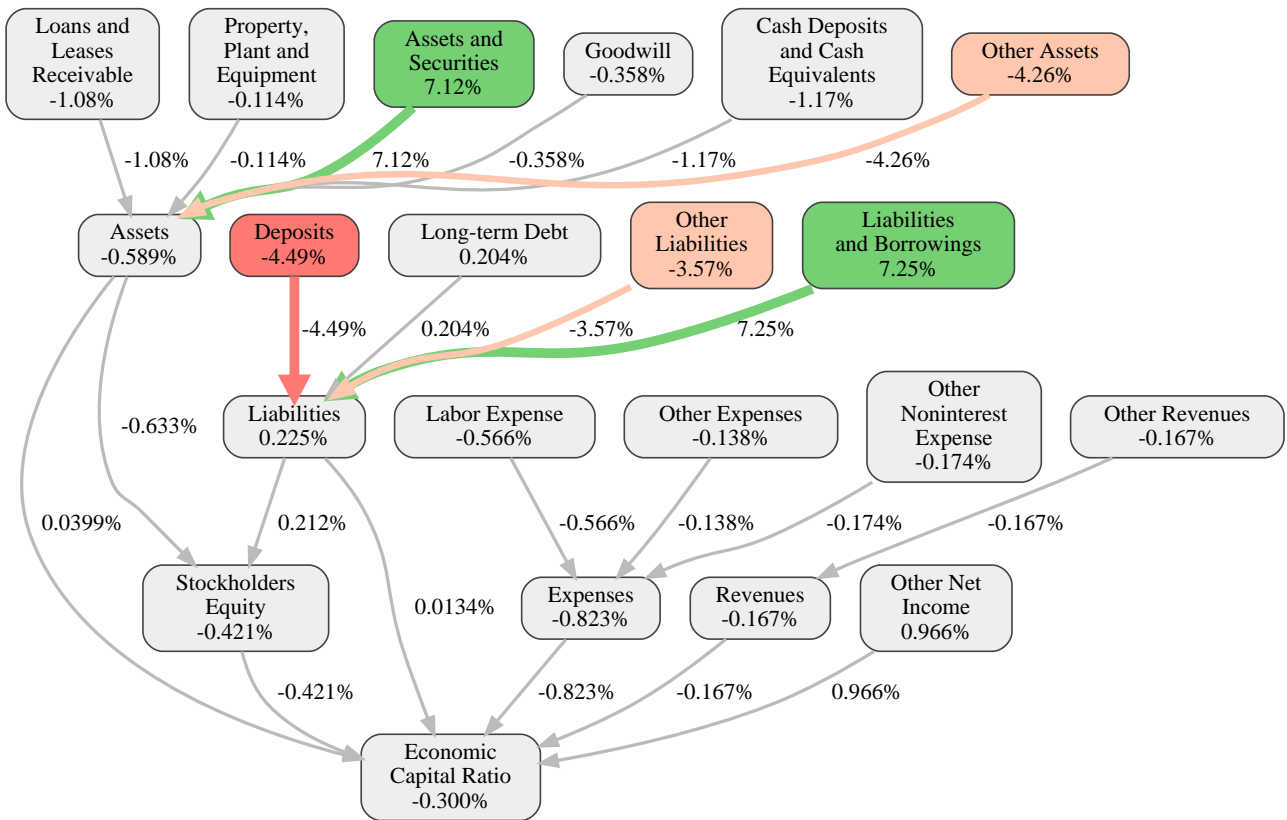 Loans and
Leases
Receivable
-1.08%
Property,
Plant and
Equipment
-0.114%
Assets and
Securities
7.12%
Goodwill
-0.358%
Cash Deposits
and Cash
Equivalents
-1.17%
Other Assets
-4.26%
-1.08%
-0.114%
7.12%
-0.358%
-1.17%
-4.26%
Assets
-0.589%
Deposits
-4.49%
Long-term Debt
0.204%
Other
Liabilities
-3.57%
Liabilities
and Borrowings
7.25%
-4.49%
0.204%
-3.57%
7.25%
-0.633%
Liabilities
0.225%
Labor Expense
-0.566%
Other Expenses
-0.138%
Other
Noninterest
Expense
-0.174%
Other Revenues
-0.167%
0.0399%
0.212%
-0.566%
-0.138%
-0.174%
-0.167%
Stockholders
Equity
-0.421%
0.0134%
Expenses
-0.823%
Revenues
-0.167%
Other Net
Income
0.966%
-0.421%
-0.823%
-0.167%
0.966%
Economic
Capital Ratio
-0.300%